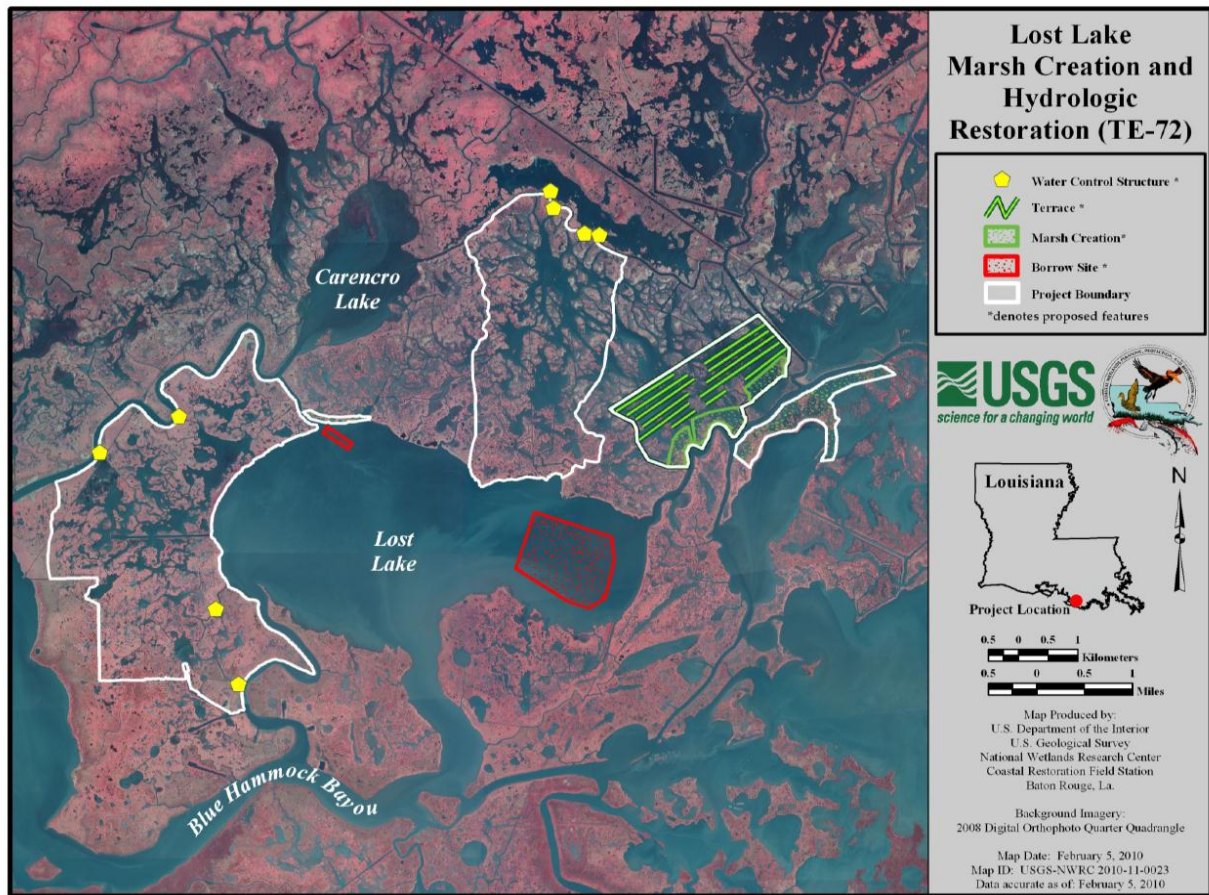 Lost Lake
Marsh Creation and
Hydrologic
Restoration (TE-72)
Water Control Structure *
Terrace *
Marsh Creation*
Borrow Site *
Project Boundary
*denotes proposed features
USGS
science for a changing world
Louisiana
N
Project Location
0.5 0 0.5 1
Kilometers
0.5 0 0.5 1
Miles
Map Produced by:
U.S. Department of the Interior
U.S. Geological Survey
National Wetlands Research Center
Coastal Restoration Field Station
Baton Rouge, La.
Background Imagery:
2008 Digital Orthophoto Quarter Quadrangle
Map Date: February 5, 2010
Map ID: USGS-NWRC 2010-11-0023
Data accurate as of: February 5, 2010
Carencro
Lake
Lost
Lake
Blue Hammock Bayou